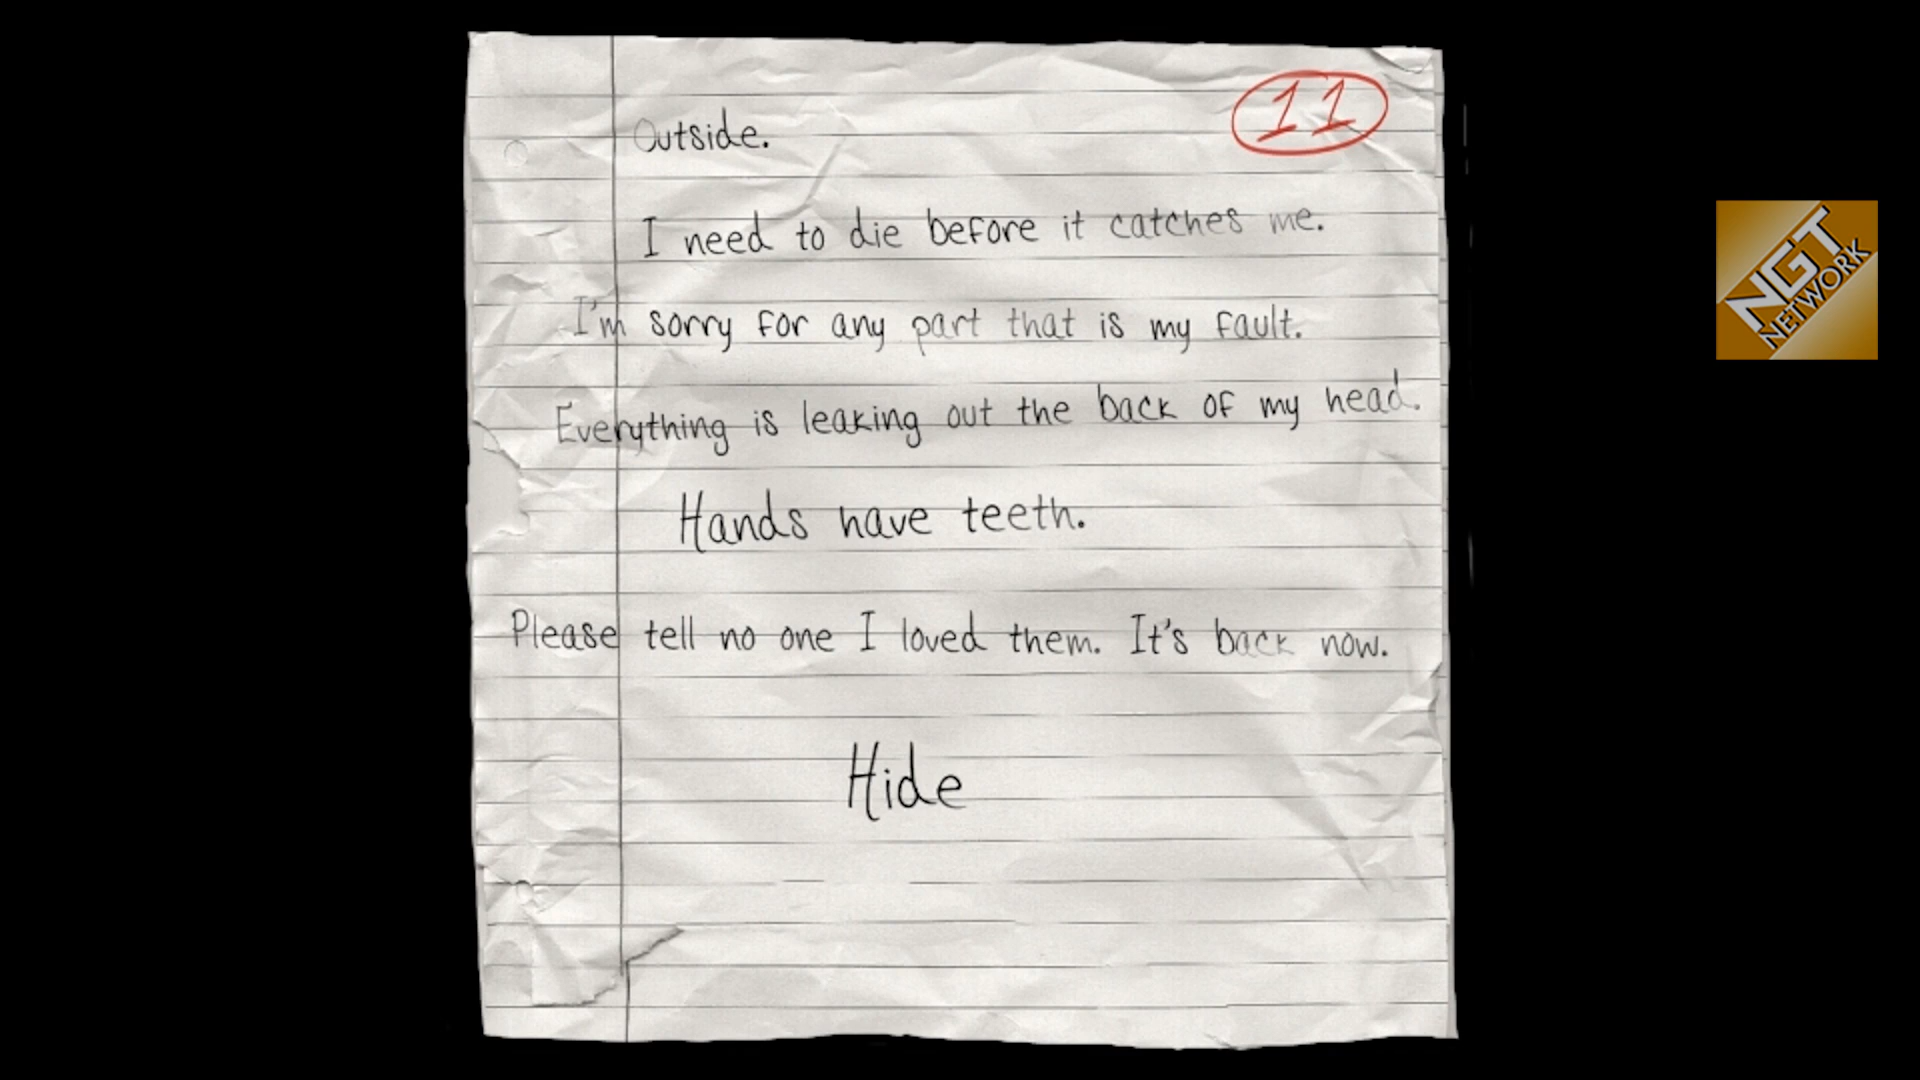 11
Outside.
I need to die before it catches me.
I'm sorry for any part that is my fault.
Everything is leaking out the back of my head.
Hands have teeth.
Please tell no one I loved them. It's back now.
Hide
NGT
NETWORK